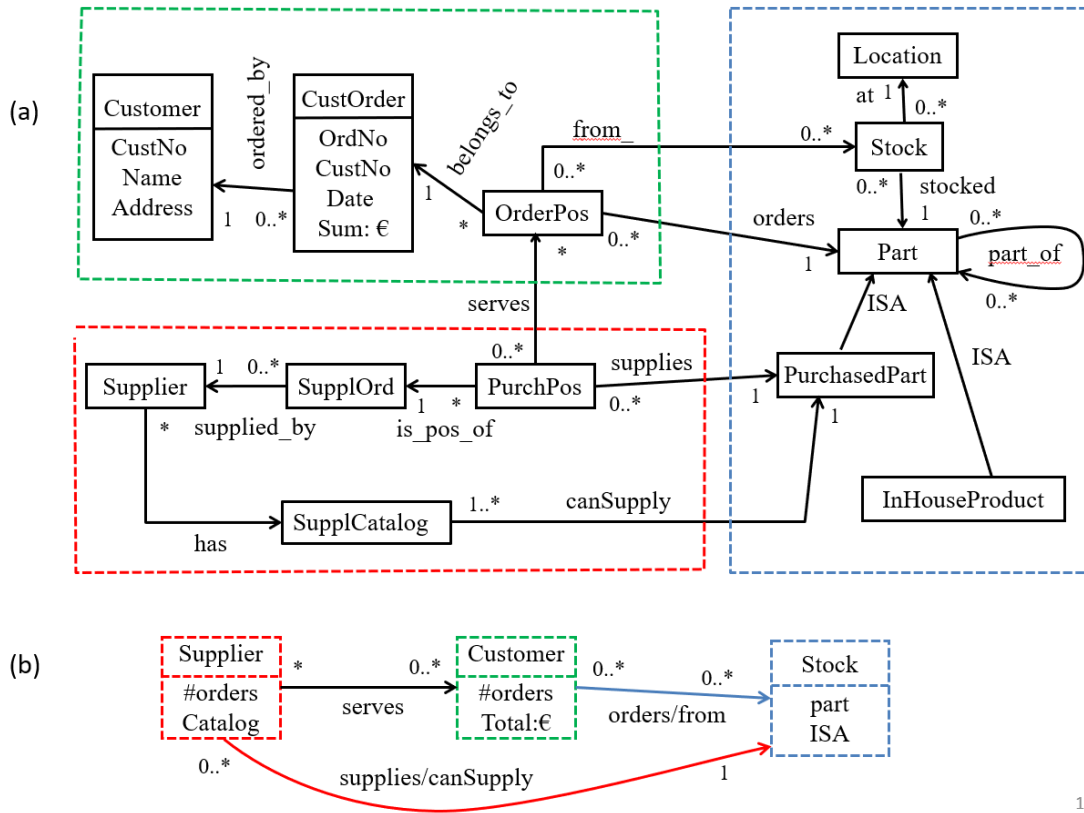 (a)
Customer
CustNo
Name
Address
ordered_by
1
0..*
CustOrder
OrdNo
CustNo
Date
Sum: €
belongs_to
1
*
OrderPos
from_
0..*
0..*
orders
0..*
1
*
serves
0..*
Location
at
1
0..*
Stock
0..*
stocked
1
Part
0..*
part_of
0..*
ISA
ISA
PurchasedPart
InHouseProduct
Supplier
1
0..*
supplied_by
SupplOrd
1
*
is_pos_of
PurchPos
supplies
0..*
1
1
*
has
SupplCatalog
1..*
canSupply
(b)
Supplier
#orders
Catalog
*
0..*
serves
Customer
#orders
Total:€
0..*
0..*
orders/from
Stock
part
ISA
0..*
supplies/canSupply
1
1